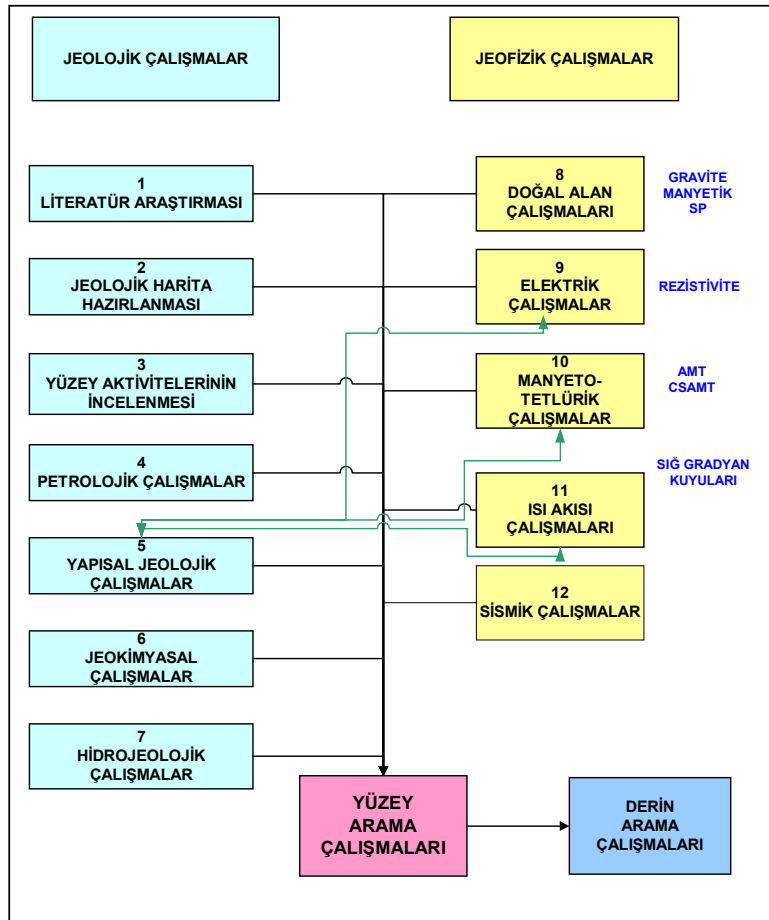 JEOLOJİK ÇALIŞMALAR
JEOFİZİK ÇALIŞMALAR
1
LİTERATÜR ARAŞTIRMASI
2
JEOLOJİK HARİTA
HAZIRLANMASI
3
YÜZEY AKTİVİTELERİNİN
İNCELENMESİ
4
PETROLOJİK ÇALIŞMALAR
5
YAPISAL JEOLOJİK
ÇALIŞMALAR
6
JEOKİMYASAL
ÇALIŞMALAR
7
HİDROJEOLOJİK
ÇALIŞMALAR
8
DOĞAL ALAN
ÇALIŞMALARI
GRAVİTE
MANYETİK
SP
9
ELEKTRİK
ÇALIŞMALAR
REZİSTİVİTE
10
MANYETO-
TETLÜRİK
ÇALIŞMALAR
AMT
CSAMT
SIĞ GRADYAN
KUYULARI
11
ISI AKISI
ÇALIŞMALARI
12
SİSMİK ÇALIŞMALAR
YÜZEY
ARAMA
ÇALIŞMALARI
DERİN
ARAMA
ÇALIŞMALARI